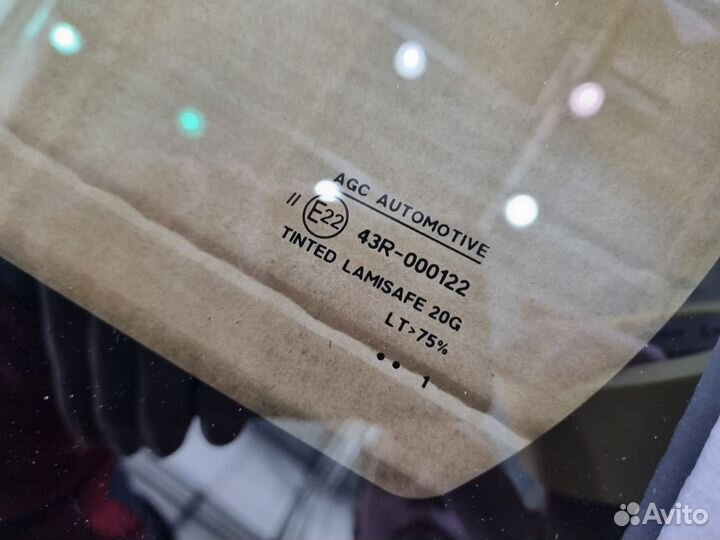 AGC AUTOMOTIVE
II E22 43R-000122
TINTED LAMISAFE 20G
LT>75%
•• 1
Avito